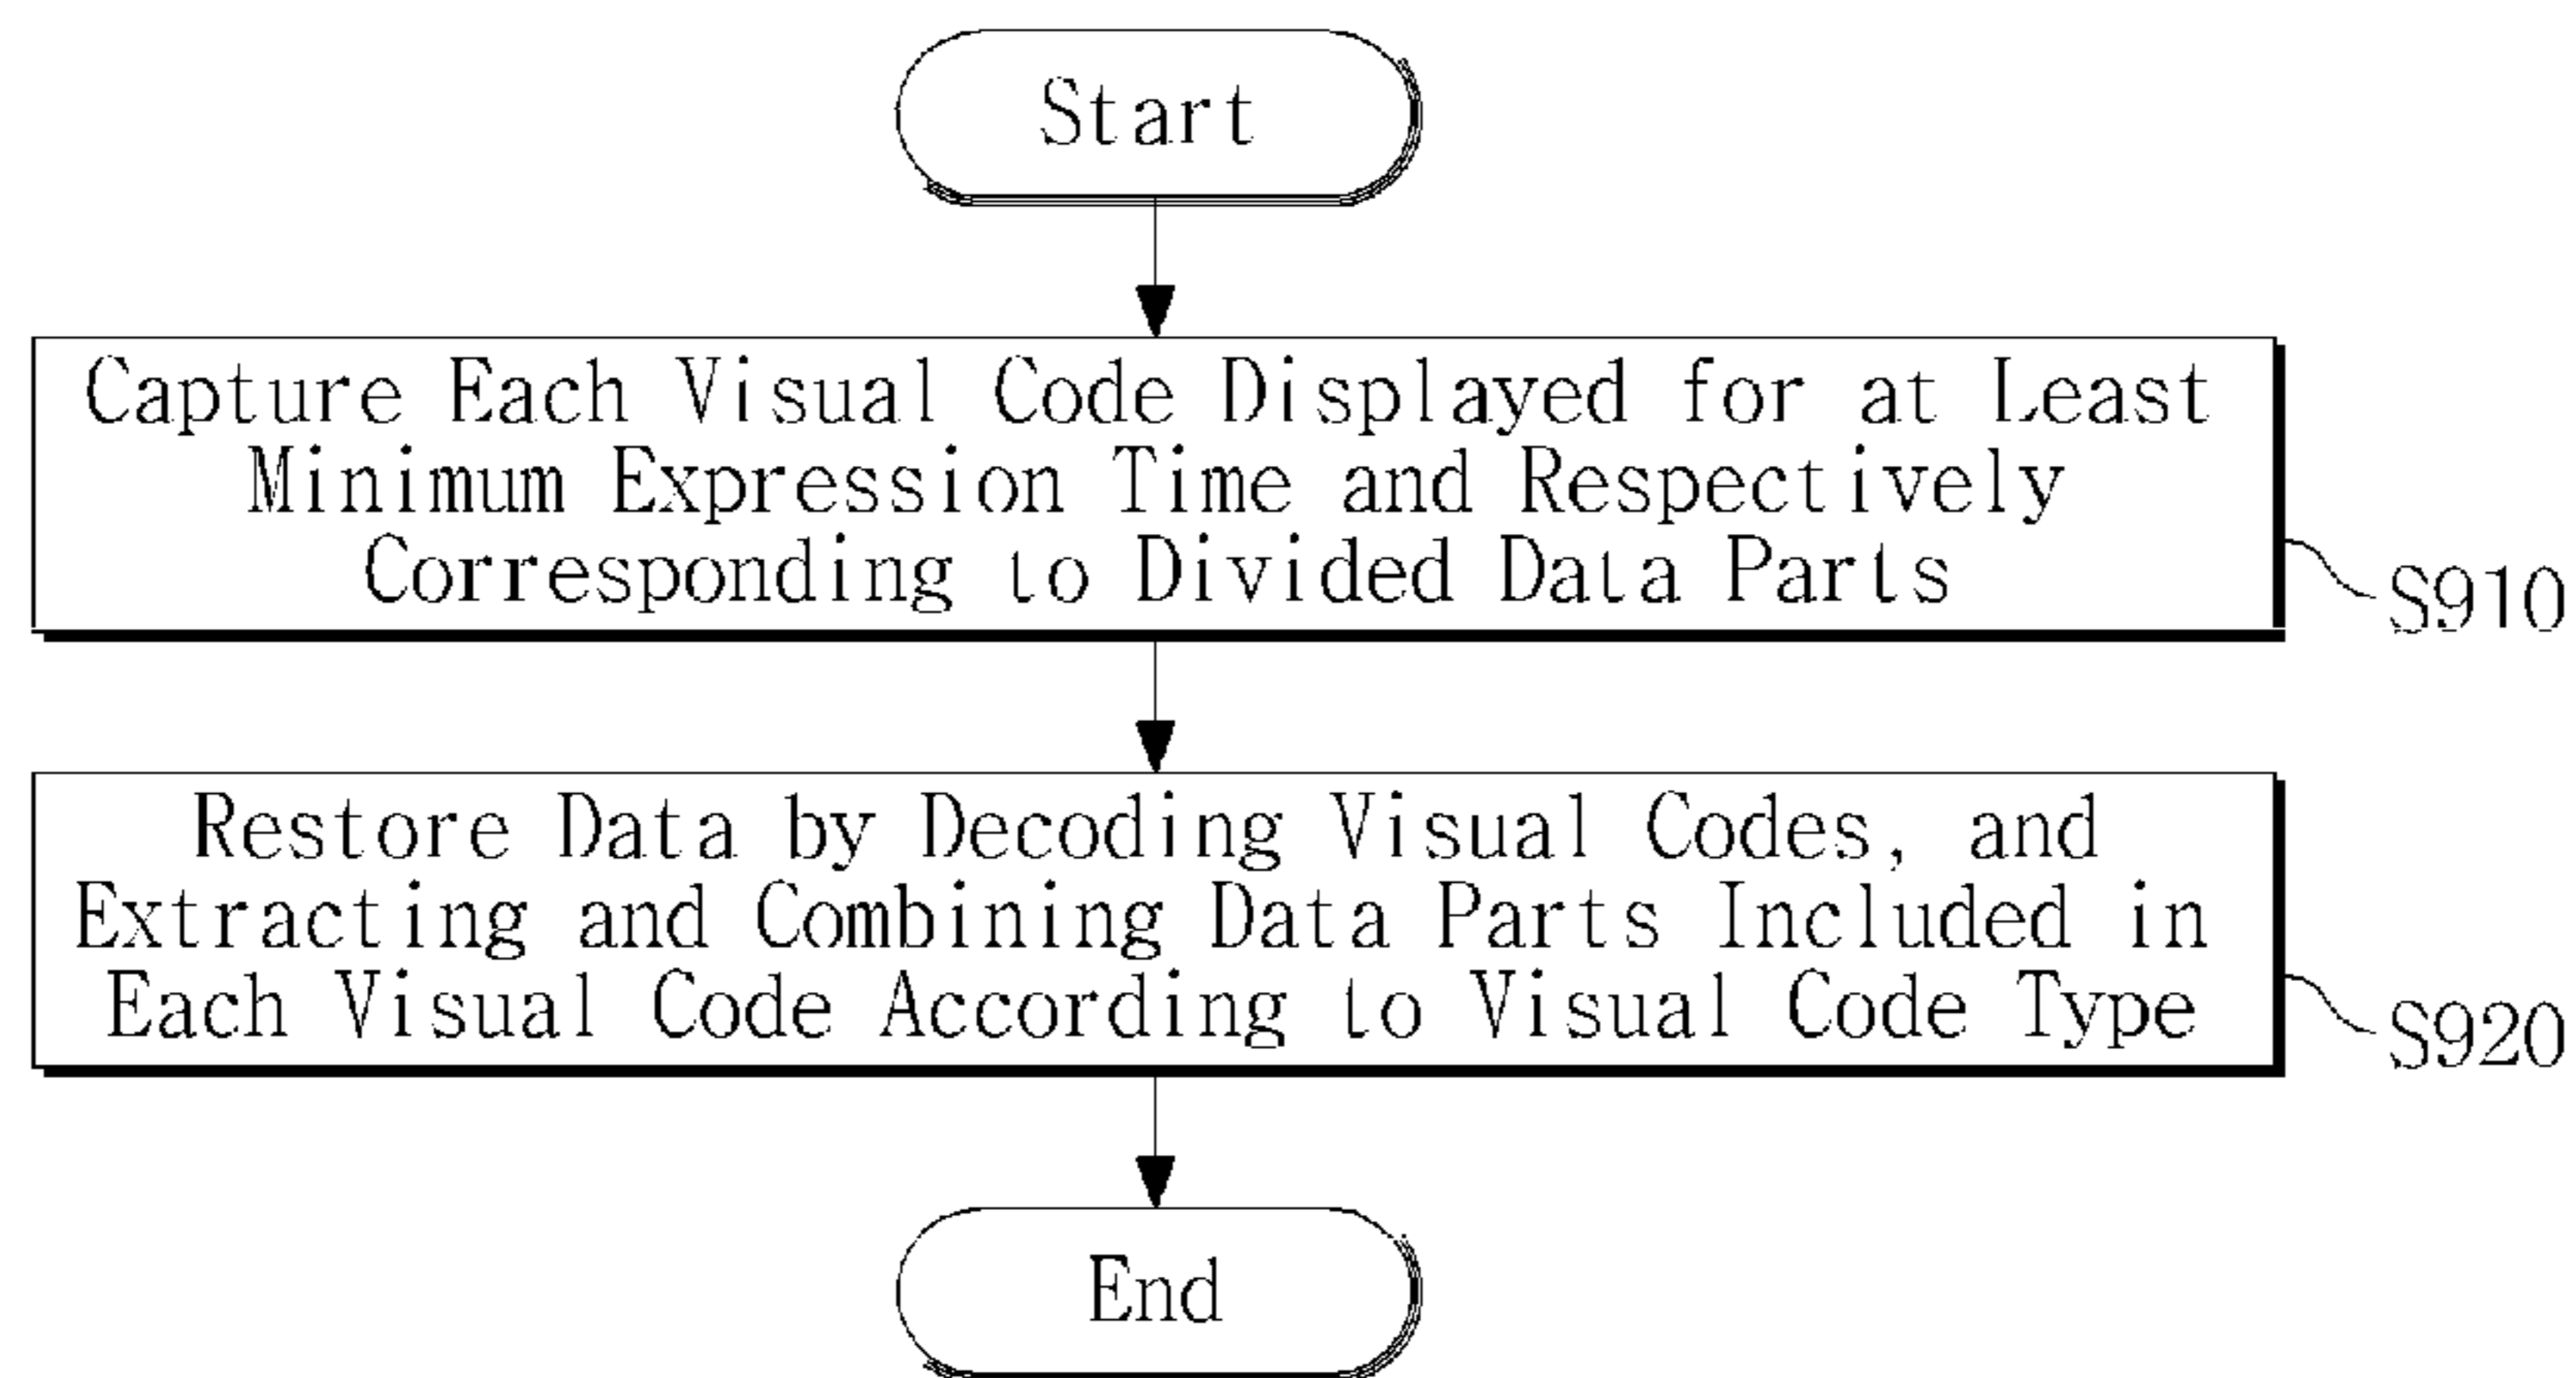 Start
Capture Each Visual Code Displayed for at Least
Minimum Expression Time and Respectively
Corresponding to Divided Data Parts
S910
Restore Data by Decoding Visual Codes, and
Extracting and Combining Data Parts Included in
Each Visual Code According to Visual Code Type
S920
End